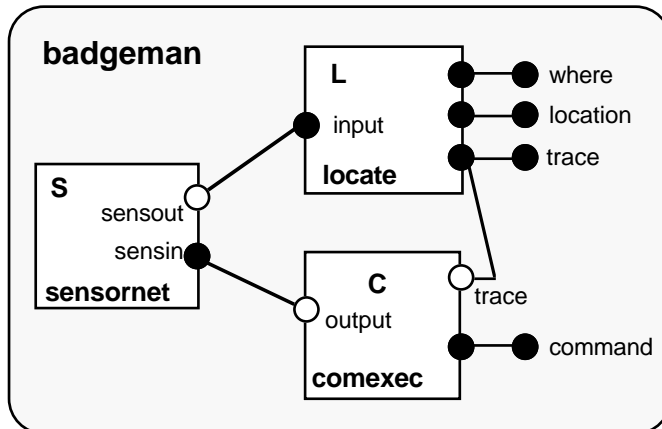 badgeman
L
where
input
location
trace
locate
S
sensout
sensin
sensornet
C
trace
output
command
comexec